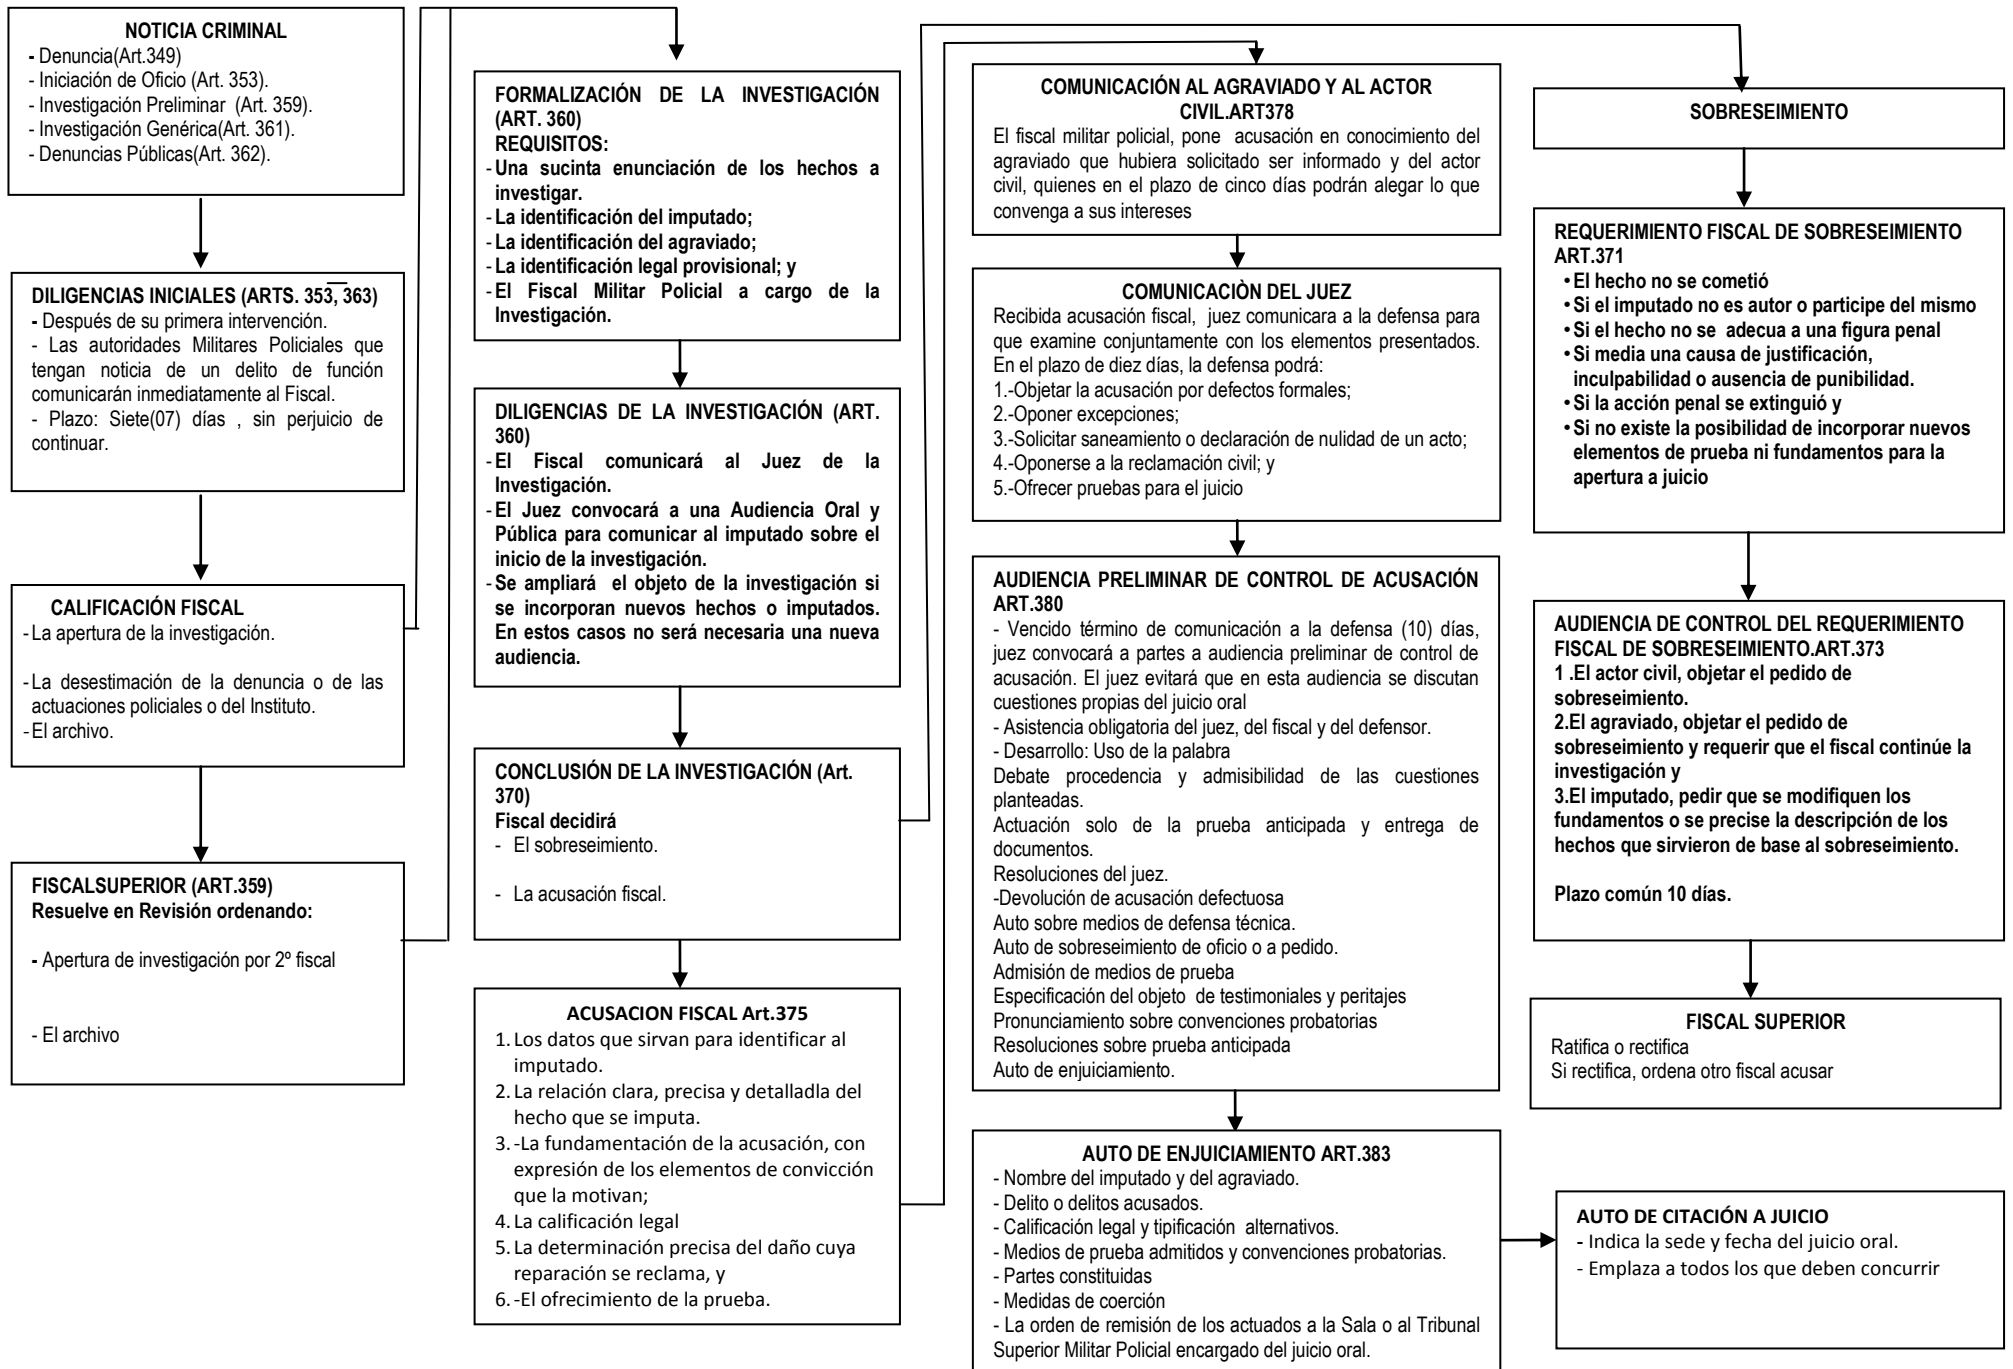 NOTICIA CRIMINAL
- Denuncia(Art.349)
- Iniciación de Oficio (Art. 353).
- Investigación Preliminar (Art. 359).
- Investigación Genérica(Art. 361).
- Denuncias Públicas(Art. 362).
DILIGENCIAS INICIALES (ARTS. 353, 363)
- Después de su primera intervención.
- Las autoridades Militares Policiales que
tengan noticia de un delito de función
comunicarán inmediatamente al Fiscal.
- Plazo: Siete(07) días , sin perjuicio de
continuar.
CALIFICACIÓN FISCAL
- La apertura de la investigación.
- La desestimación de la denuncia o de las
actuaciones policiales o del Instituto.
- El archivo.
FISCALSUPERIOR (ART.359)
Resuelve en Revisión ordenando:
- Apertura de investigación por 2º fiscal
- El archivo
FORMALIZACIÓN DE LA INVESTIGACIÓN
(ART. 360)
REQUISITOS:
- Una sucinta enunciación de los hechos a
investigar.
- La identificación del imputado;
- La identificación del agraviado;
- La identificación legal provisional; y
- El Fiscal Militar Policial a cargo de la
Investigación.
DILIGENCIAS DE LA INVESTIGACIÓN (ART.
360)
- El Fiscal comunicará al Juez de la
Investigación.
- El Juez convocará a una Audiencia Oral y
Pública para comunicar al imputado sobre el
inicio de la investigación.
- Se ampliará el objeto de la investigación si
se incorporan nuevos hechos o imputados.
En estos casos no será necesaria una nueva
audiencia.
CONCLUSIÓN DE LA INVESTIGACIÓN (Art.
370)
Fiscal decidirá
- El sobreseimiento.
- La acusación fiscal.
ACUSACION FISCAL Art.375
1. Los datos que sirvan para identificar al
imputado.
2. La relación clara, precisa y detalladla del
hecho que se imputa.
3. -La fundamentación de la acusación, con
expresión de los elementos de convicción
que la motivan;
4. La calificación legal
5. La determinación precisa del daño cuya
reparación se reclama, y
6. -El ofrecimiento de la prueba.
COMUNICACIÓN AL AGRAVIADO Y AL ACTOR
CIVIL.ART378
El fiscal militar policial, pone acusación en conocimiento del
agraviado que hubiera solicitado ser informado y del actor
civil, quienes en el plazo de cinco días podrán alegar lo que
convenga a sus intereses
COMUNICACIÒN DEL JUEZ
Recibida acusación fiscal, juez comunicara a la defensa para
que examine conjuntamente con los elementos presentados.
En el plazo de diez días, la defensa podrá:
1.-Objetar la acusación por defectos formales;
2.-Oponer excepciones;
3.-Solicitar saneamiento o declaración de nulidad de un acto;
4.-Oponerse a la reclamación civil; y
5.-Ofrecer pruebas para el juicio
AUDIENCIA PRELIMINAR DE CONTROL DE ACUSACIÓN
ART.380
- Vencido término de comunicación a la defensa (10) días,
juez convocará a partes a audiencia preliminar de control de
acusación. El juez evitará que en esta audiencia se discutan
cuestiones propias del juicio oral
- Asistencia obligatoria del juez, del fiscal y del defensor.
- Desarrollo: Uso de la palabra
Debate procedencia y admisibilidad de las cuestiones
planteadas.
Actuación solo de la prueba anticipada y entrega de
documentos.
Resoluciones del juez.
-Devolución de acusación defectuosa
Auto sobre medios de defensa técnica.
Auto de sobreseimiento de oficio o a pedido.
Admisión de medios de prueba
Especificación del objeto de testimoniales y peritajes
Pronunciamiento sobre convenciones probatorias
Resoluciones sobre prueba anticipada
Auto de enjuiciamiento.
AUTO DE ENJUICIAMIENTO ART.383
- Nombre del imputado y del agraviado.
- Delito o delitos acusados.
- Calificación legal y tipificación alternativos.
- Medios de prueba admitidos y convenciones probatorias.
- Partes constituidas
- Medidas de coerción
- La orden de remisión de los actuados a la Sala o al Tribunal
Superior Militar Policial encargado del juicio oral.
SOBRESEIMIENTO
REQUERIMIENTO FISCAL DE SOBRESEIMIENTO
ART.371
• El hecho no se cometió
• Si el imputado no es autor o participe del mismo
• Si el hecho no se adecua a una figura penal
• Si media una causa de justificación,
inculpabilidad o ausencia de punibilidad.
• Si la acción penal se extinguió y
• Si no existe la posibilidad de incorporar nuevos
elementos de prueba ni fundamentos para la
apertura a juicio
AUDIENCIA DE CONTROL DEL REQUERIMIENTO
FISCAL DE SOBRESEIMIENTO.ART.373
1 .El actor civil, objetar el pedido de
sobreseimiento.
2.El agraviado, objetar el pedido de
sobreseimiento y requerir que el fiscal continúe la
investigación y
3.El imputado, pedir que se modifiquen los
fundamentos o se precise la descripción de los
hechos que sirvieron de base al sobreseimiento.
Plazo común 10 días.
FISCAL SUPERIOR
Ratifica o rectifica
Si rectifica, ordena otro fiscal acusar
AUTO DE CITACIÓN A JUICIO
- Indica la sede y fecha del juicio oral.
- Emplaza a todos los que deben concurrir